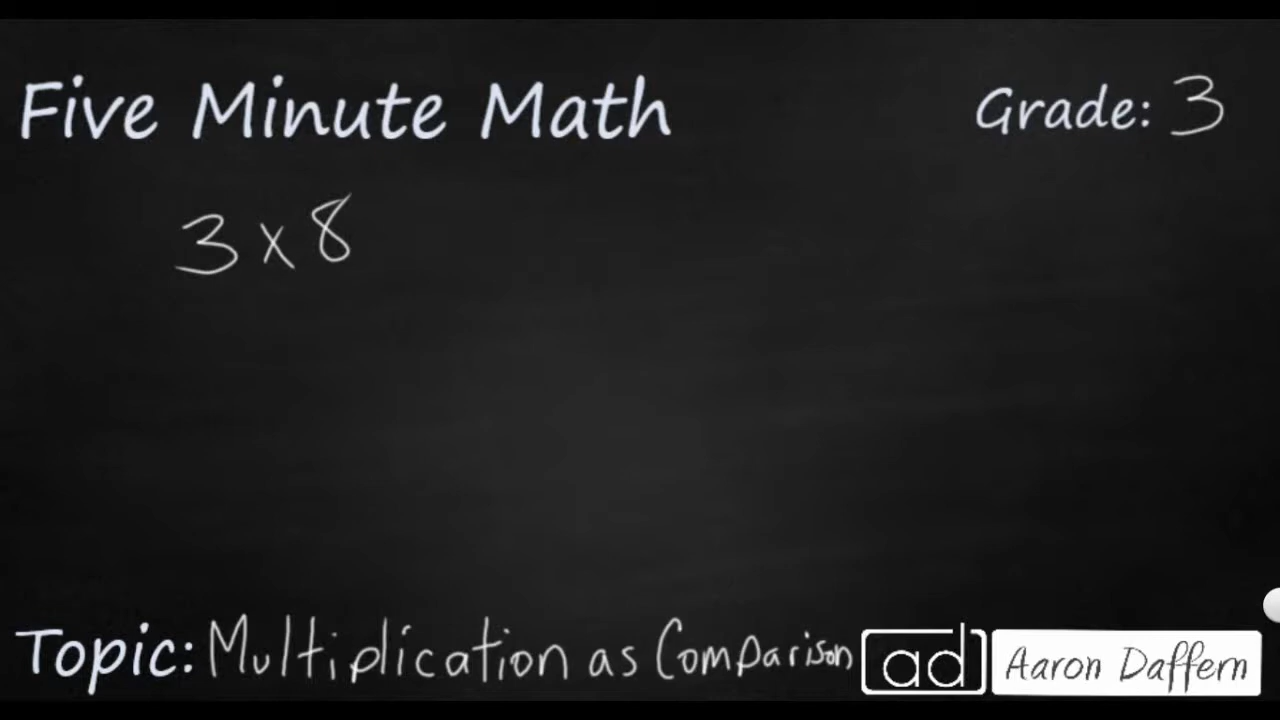 Five Minute Math
Grade: 3
3 x 8
Topic: Multiplication as Comparison
ad Aaron Daffern